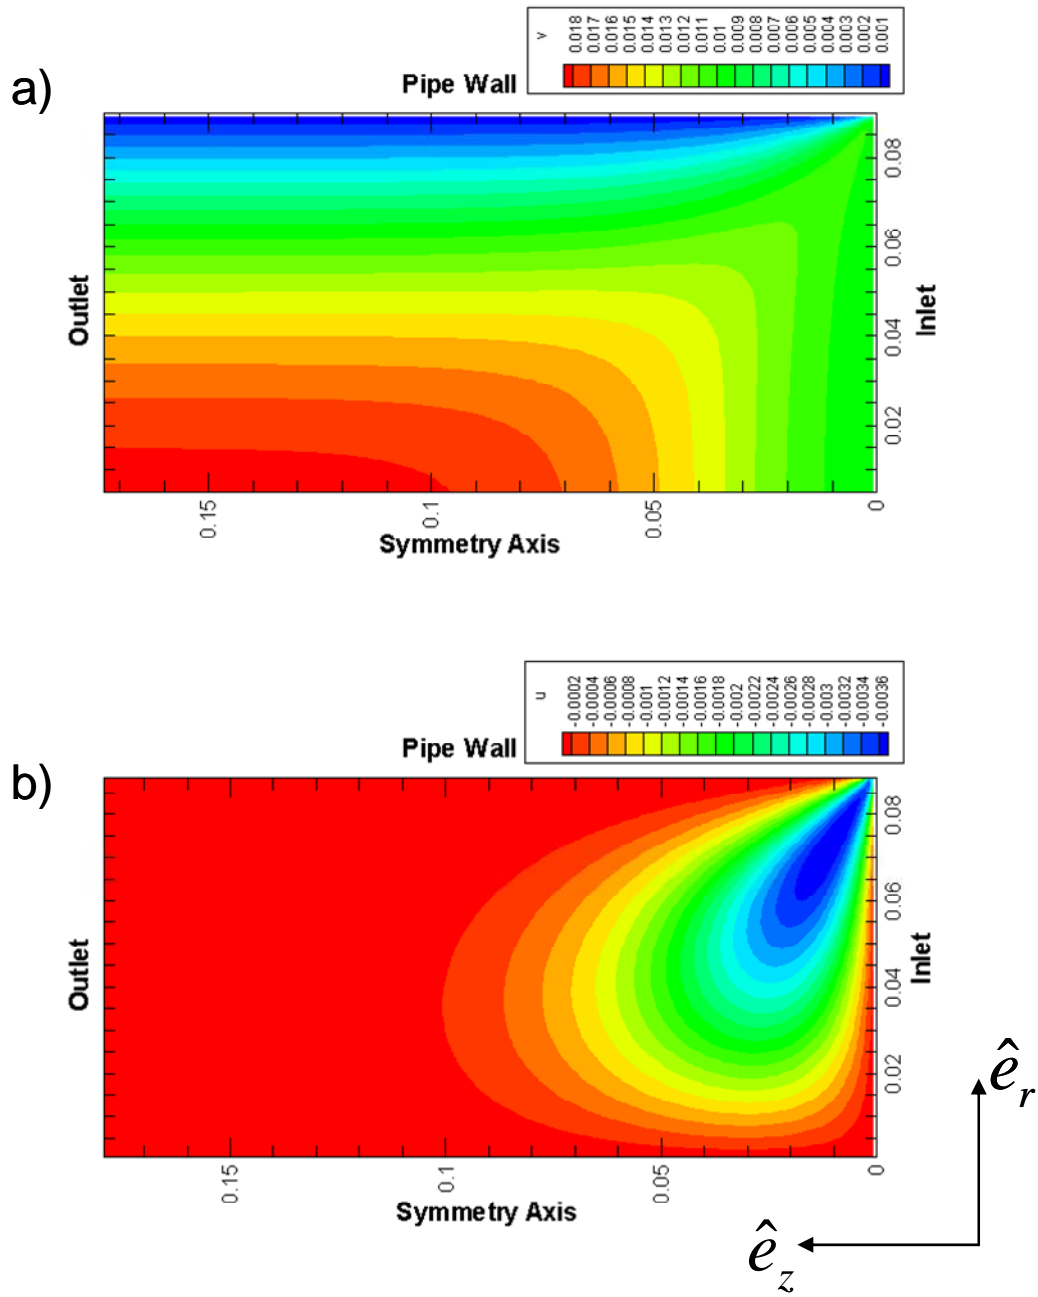 a)
Pipe Wall
v
0.018 0.017 0.016 0.015 0.014 0.013 0.012 0.011 0.01 0.009 0.008 0.007 0.006 0.005 0.004 0.003 0.002 0.001
Outlet
Inlet
0.08
0.06
0.04
0.02
0.15 0.1 0.05 0
Symmetry Axis
b)
Pipe Wall
u
-0.0002 -0.0004 -0.0006 -0.0008 -0.001 -0.0012 -0.0014 -0.0016 -0.0018 -0.002 -0.0022 -0.0024 -0.0026 -0.0028 -0.003 -0.0032 -0.0034 -0.0036
Outlet
Inlet
0.08
0.06
0.04
0.02
0.15 0.1 0.05 0
Symmetry Axis
ê_r
ê_z